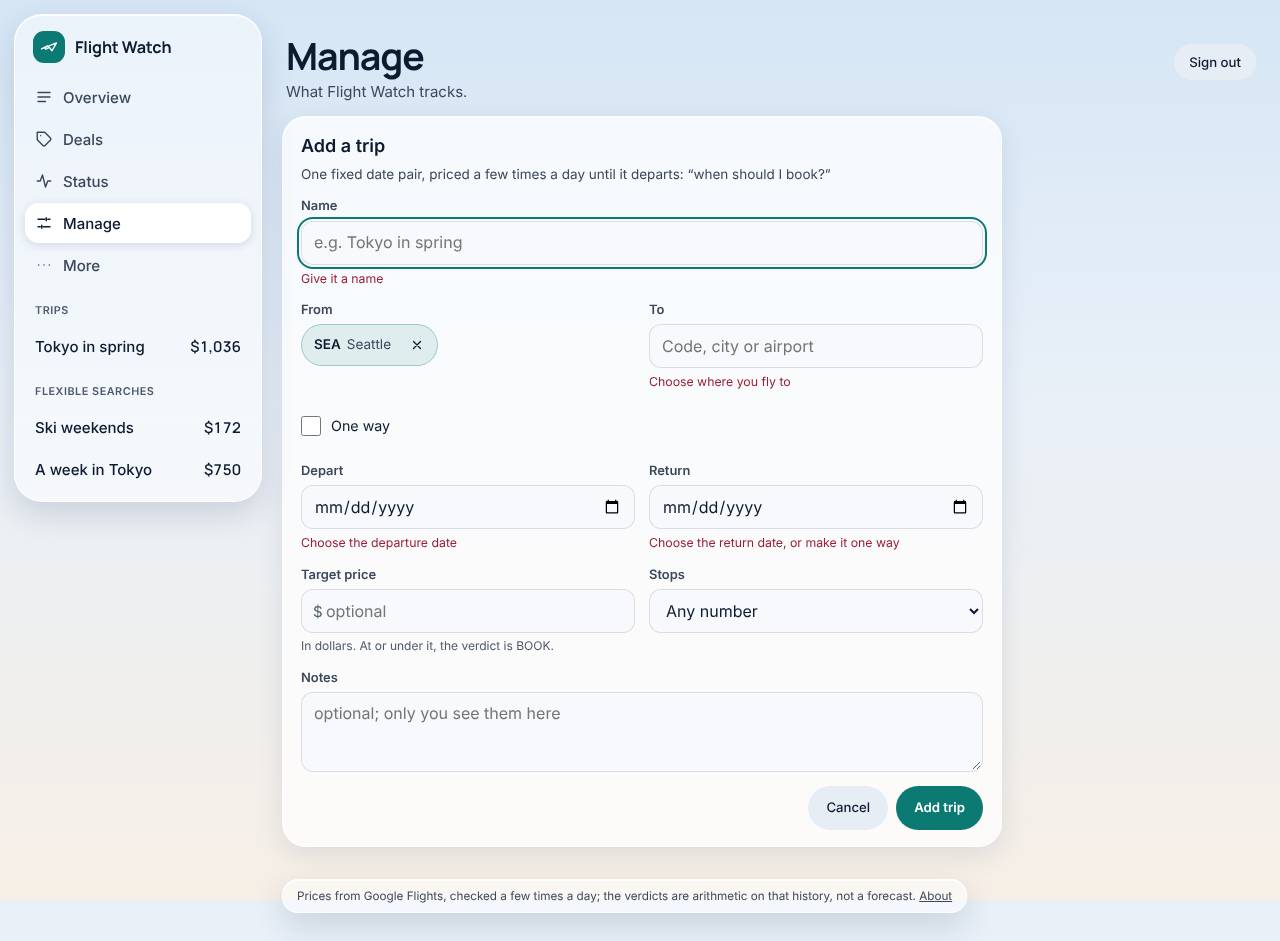 Flight Watch
Overview
Deals
Status
Manage
More
TRIPS
Tokyo in spring $1,036
FLEXIBLE SEARCHES
Ski weekends $172
A week in Tokyo $750
Manage
What Flight Watch tracks.
Sign out
Add a trip
One fixed date pair, priced a few times a day until it departs: “when should I book?”
Name
e.g. Tokyo in spring
Give it a name
From To
SEA Seattle ✕ Code, city or airport
Choose where you fly to
One way
Depart Return
mm/dd/yyyy mm/dd/yyyy
Choose the departure date Choose the return date, or make it one way
Target price Stops
$ optional Any number
In dollars. At or under it, the verdict is BOOK.
Notes
optional; only you see them here
Cancel Add trip
Prices from Google Flights, checked a few times a day; the verdicts are arithmetic on that history, not a forecast. About